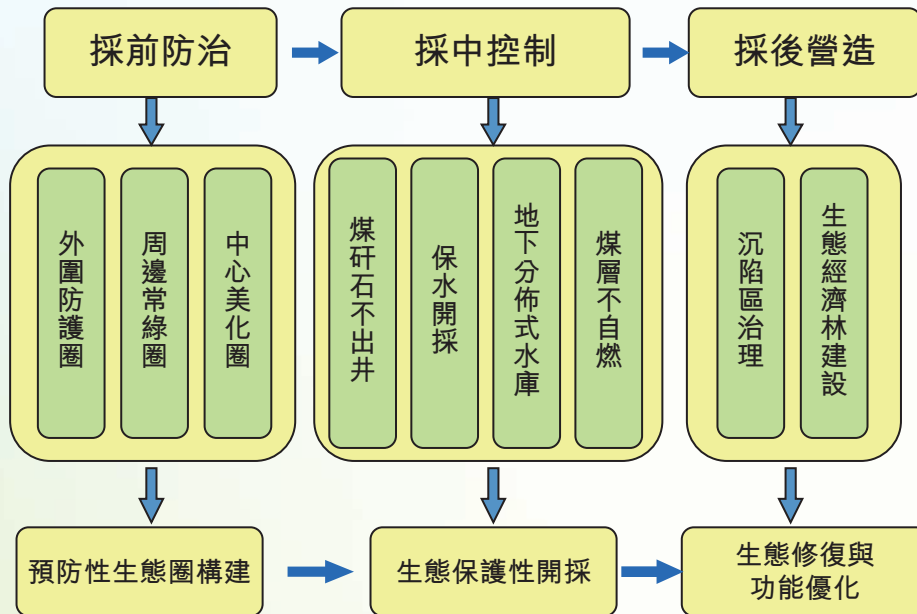 採前防治
採中控制
採後營造
外圍防護圈
周邊常綠圈
中心美化圈
煤矸石不出井
保水開採
地下分佈式水庫
煤層不自燃
沉陷區治理
生態經濟林建設
預防性生態圈構建
生態保護性開採
生態修復與
功能優化